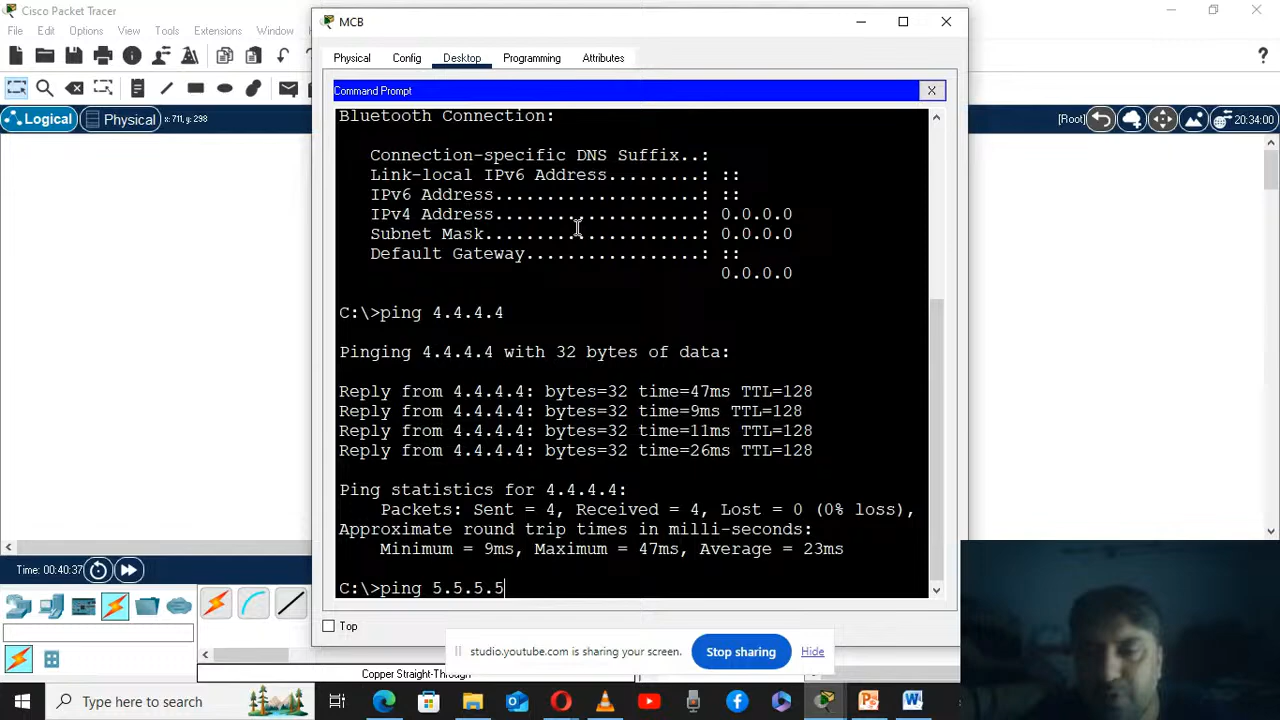 Cisco Packet Tracer
MCB
File Edit Options View Tools Extensions Window
Physical Config Desktop Programming Attributes
Command Prompt X
Logical Physical x: 711, y: 298 [Root] 20:34:00
Bluetooth Connection:
Connection-specific DNS Suffix..:
Link-local IPv6 Address.........: ::
IPv6 Address....................: ::
IPv4 Address....................: 0.0.0.0
Subnet Mask.....................: 0.0.0.0
Default Gateway.................: ::
0.0.0.0
C:\>ping 4.4.4.4
Pinging 4.4.4.4 with 32 bytes of data:
Reply from 4.4.4.4: bytes=32 time=47ms TTL=128
Reply from 4.4.4.4: bytes=32 time=9ms TTL=128
Reply from 4.4.4.4: bytes=32 time=11ms TTL=128
Reply from 4.4.4.4: bytes=32 time=26ms TTL=128
Ping statistics for 4.4.4.4:
Packets: Sent = 4, Received = 4, Lost = 0 (0% loss),
Approximate round trip times in milli-seconds:
Minimum = 9ms, Maximum = 47ms, Average = 23ms
C:\>ping 5.5.5.5
Time: 00:40:37
Top
studio.youtube.com is sharing your screen. Stop sharing Hide
Copper Straight-Through
Type here to search